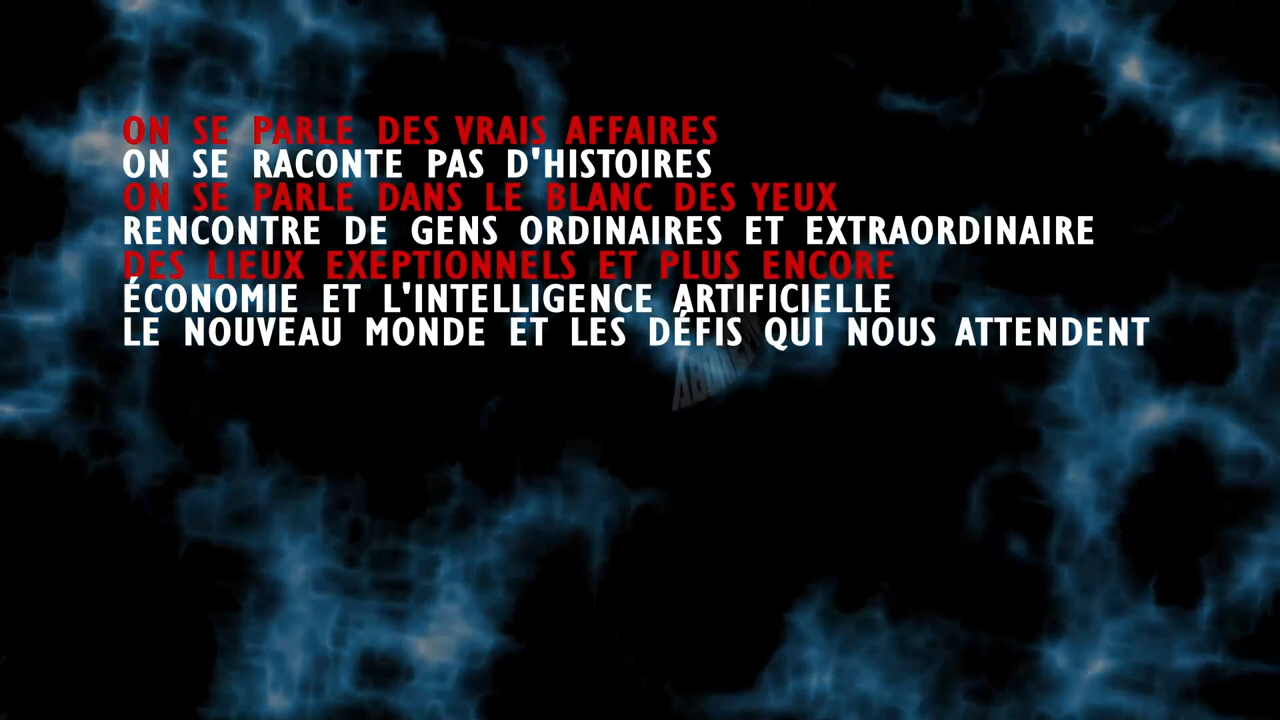 ON SE PARLE DES VRAIS AFFAIRES
ON SE RACONTE PAS D'HISTOIRES
ON SE PARLE DANS LE BLANC DES YEUX
RENCONTRE DE GENS ORDINAIRES ET EXTRAORDINAIRE
DES LIEUX EXEPTIONNELS ET PLUS ENCORE
ÉCONOMIE ET L'INTELLIGENCE ARTIFICIELLE
LE NOUVEAU MONDE ET LES DÉFIS QUI NOUS ATTENDENT